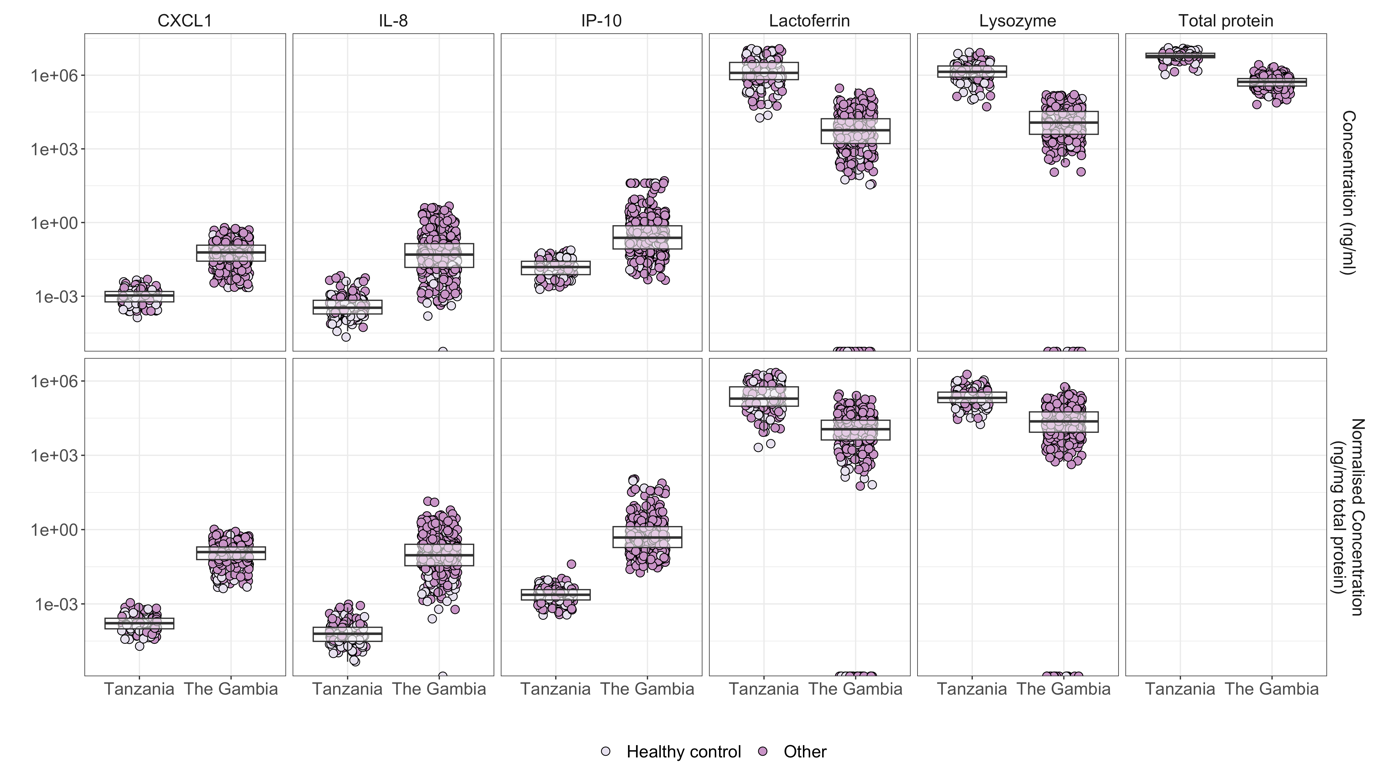 CXCL1 IL-8 IP-10 Lactoferrin Lysozyme Total protein
1e+06
1e+03
1e+00
1e-03
Concentration (ng/ml)
1e+06
1e+03
1e+00
1e-03
Normalised Concentration
(ng/mg total protein)
Tanzania The Gambia Tanzania The Gambia Tanzania The Gambia Tanzania The Gambia Tanzania The Gambia Tanzania The Gambia
Healthy control Other